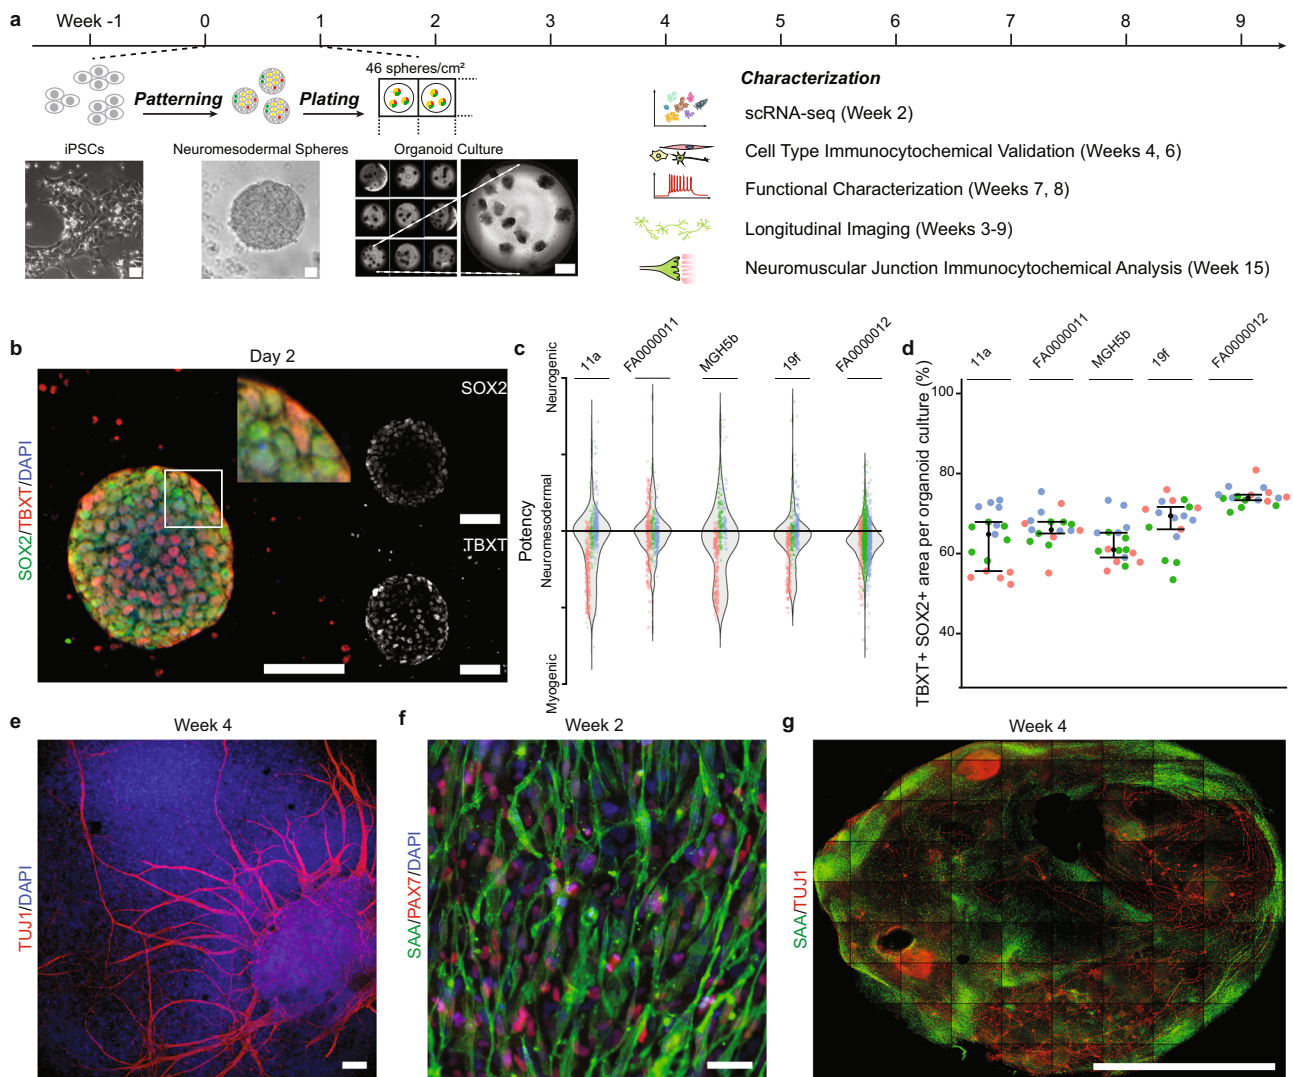 a
Week -1 0 1 2 3 4 5 6 7 8 9
46 spheres/cm²
Patterning
Plating
iPSCs
Neuromesodermal Spheres
Organoid Culture
Characterization
scRNA-seq (Week 2)
Cell Type Immunocytochemical Validation (Weeks 4, 6)
Functional Characterization (Weeks 7, 8)
Longitudinal Imaging (Weeks 3-9)
Neuromuscular Junction Immunocytochemical Analysis (Week 15)
b
Day 2
SOX2/TBXT/DAPI
SOX2
TBXT
c
11a
FA0000011
MGH5b
19f
FA0000012
Potency
Neurogenic
Neuromesodermal
Myogenic
d
11a
FA0000011
MGH5b
19f
FA0000012
TBXT+ SOX2+ area per organoid culture (%)
100
80
60
40
e
Week 4
TUJ1/DAPI
f
Week 2
SAA/PAX7/DAPI
g
Week 4
SAA/TUJ1